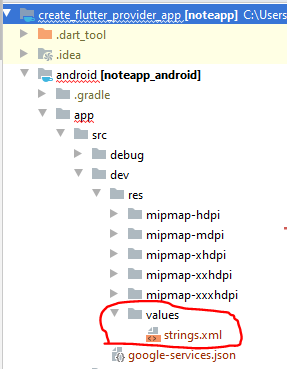 create_flutter_provider_app [noteapp] C:\Users
.dart_tool
.idea
android [noteapp_android]
.gradle
app
src
debug
dev
res
mipmap-hdpi
mipmap-mdpi
mipmap-xhdpi
mipmap-xxhdpi
mipmap-xxxhdpi
values
strings.xml
google-services.json